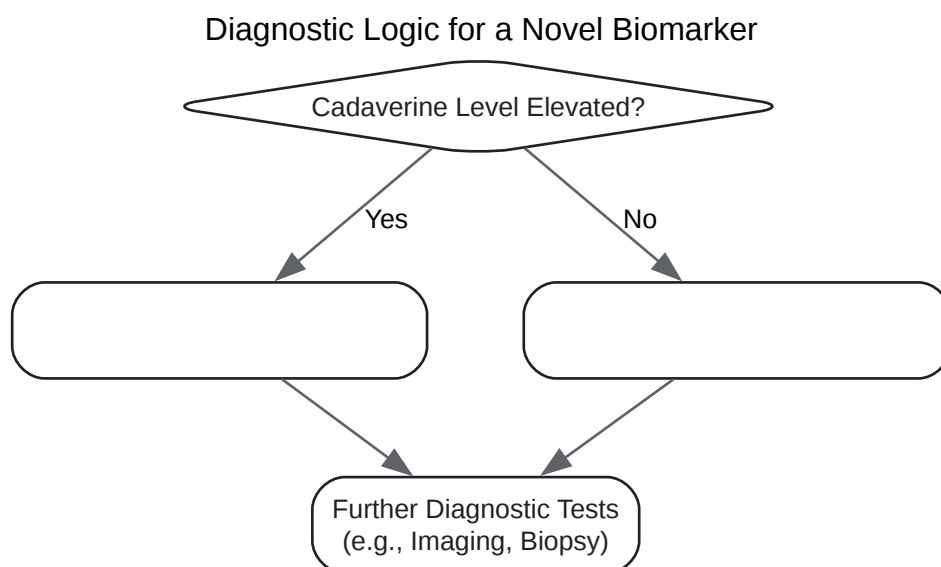 Diagnostic Logic for a Novel Biomarker
Cadaverine Level Elevated?
Yes
No
Further Diagnostic Tests
(e.g., Imaging, Biopsy)